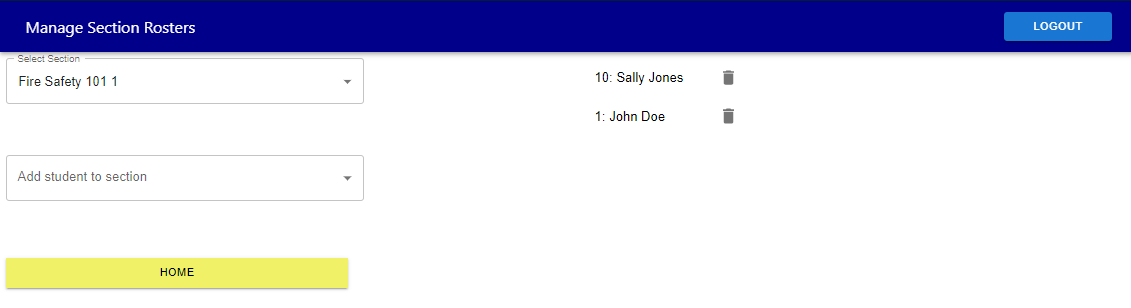 Manage Section Rosters
LOGOUT
Select Section
Fire Safety 101 1
10: Sally Jones
1: John Doe
Add student to section
HOME